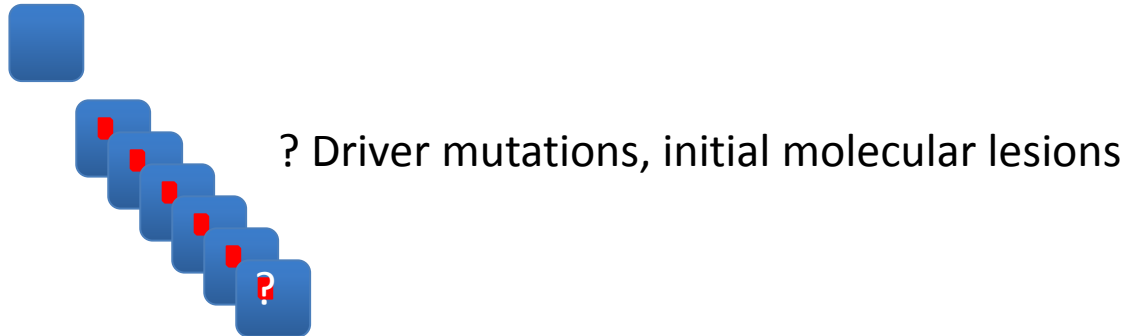 ? Driver mutations, initial molecular lesions
?